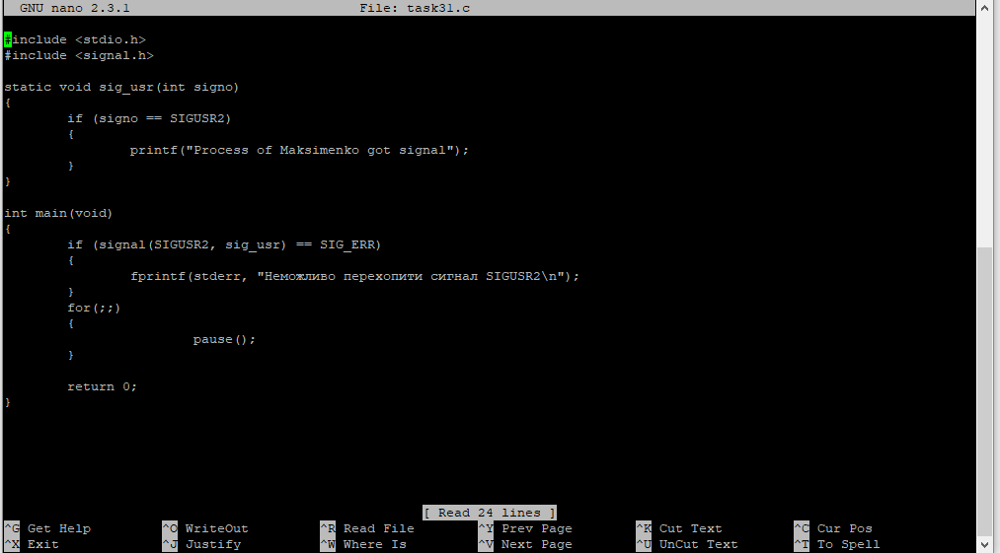 GNU nano 2.3.1 File: task31.c
#include <stdio.h>
#include <signal.h>
static void sig_usr(int signo)
{
if (signo == SIGUSR2)
{
printf("Process of Maksimenko got signal");
}
}
int main(void)
{
if (signal(SIGUSR2, sig_usr) == SIG_ERR)
{
fprintf(stderr, "Неможливо перехопити сигнал SIGUSR2\n");
}
for(;;)
{
pause();
}
return 0;
}
[ Read 24 lines ]
^G Get Help ^O WriteOut ^R Read File ^Y Prev Page ^K Cut Text ^C Cur Pos
^X Exit ^J Justify ^W Where Is ^V Next Page ^U UnCut Text ^T To Spell